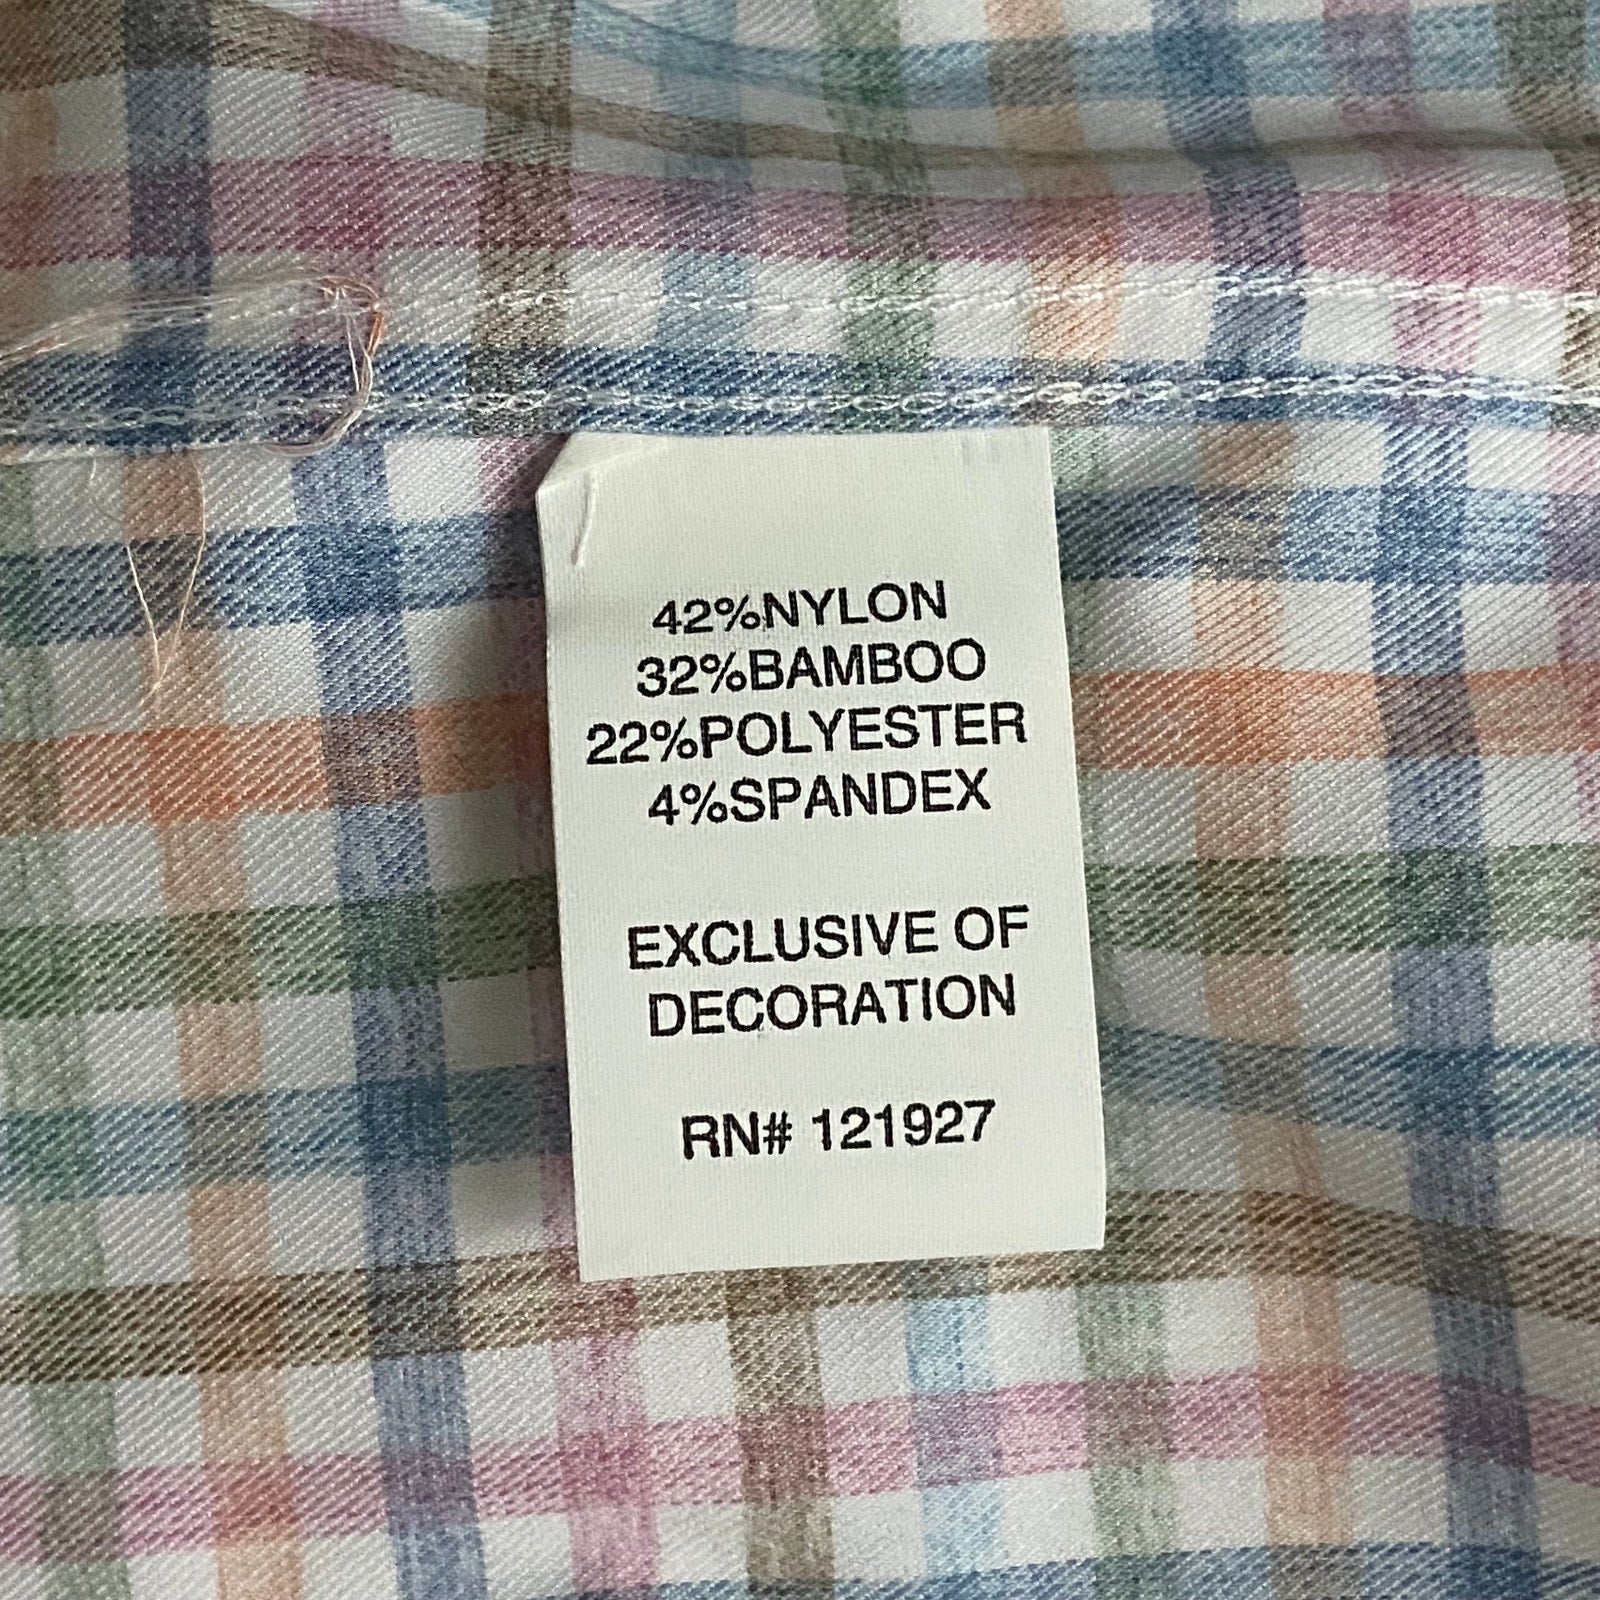 42%NYLON
32%BAMBOO
22%POLYESTER
4%SPANDEX
EXCLUSIVE OF
DECORATION
RN# 121927